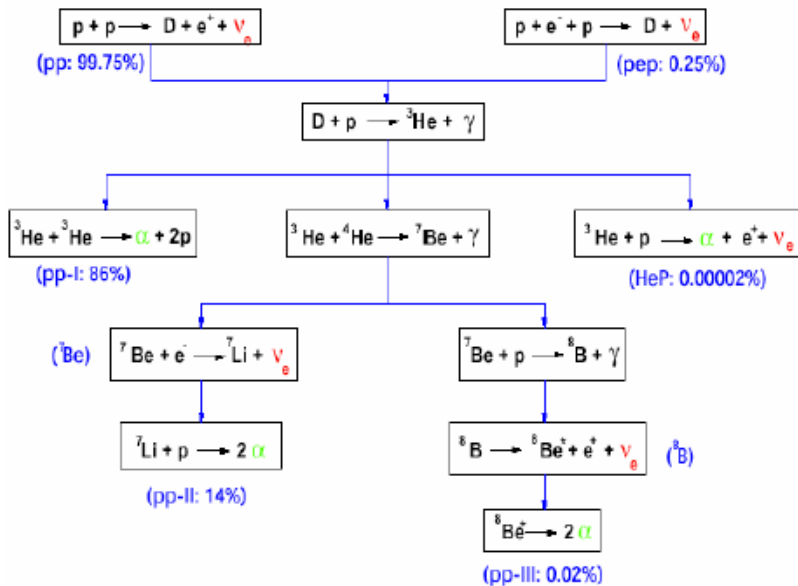 p + p → D + e⁺ + νₑ
p + e⁻ + p → D + νₑ
(pp: 99.75%)
(pep: 0.25%)
D + p → ³He + γ
³He + ³He → α + 2p
³He + ⁴He → ⁷Be + γ
³He + p → α + e⁺ + νₑ
(pp-I: 86%)
(HeP: 0.00002%)
(⁷Be)
⁷Be + e⁻ → ⁷Li + νₑ
⁷Be + p → ⁸B + γ
⁷Li + p → 2 α
⁸B → ⁸Be* + e⁺ + νₑ
(⁸B)
(pp-II: 14%)
⁸Be* → 2 α
(pp-III: 0.02%)